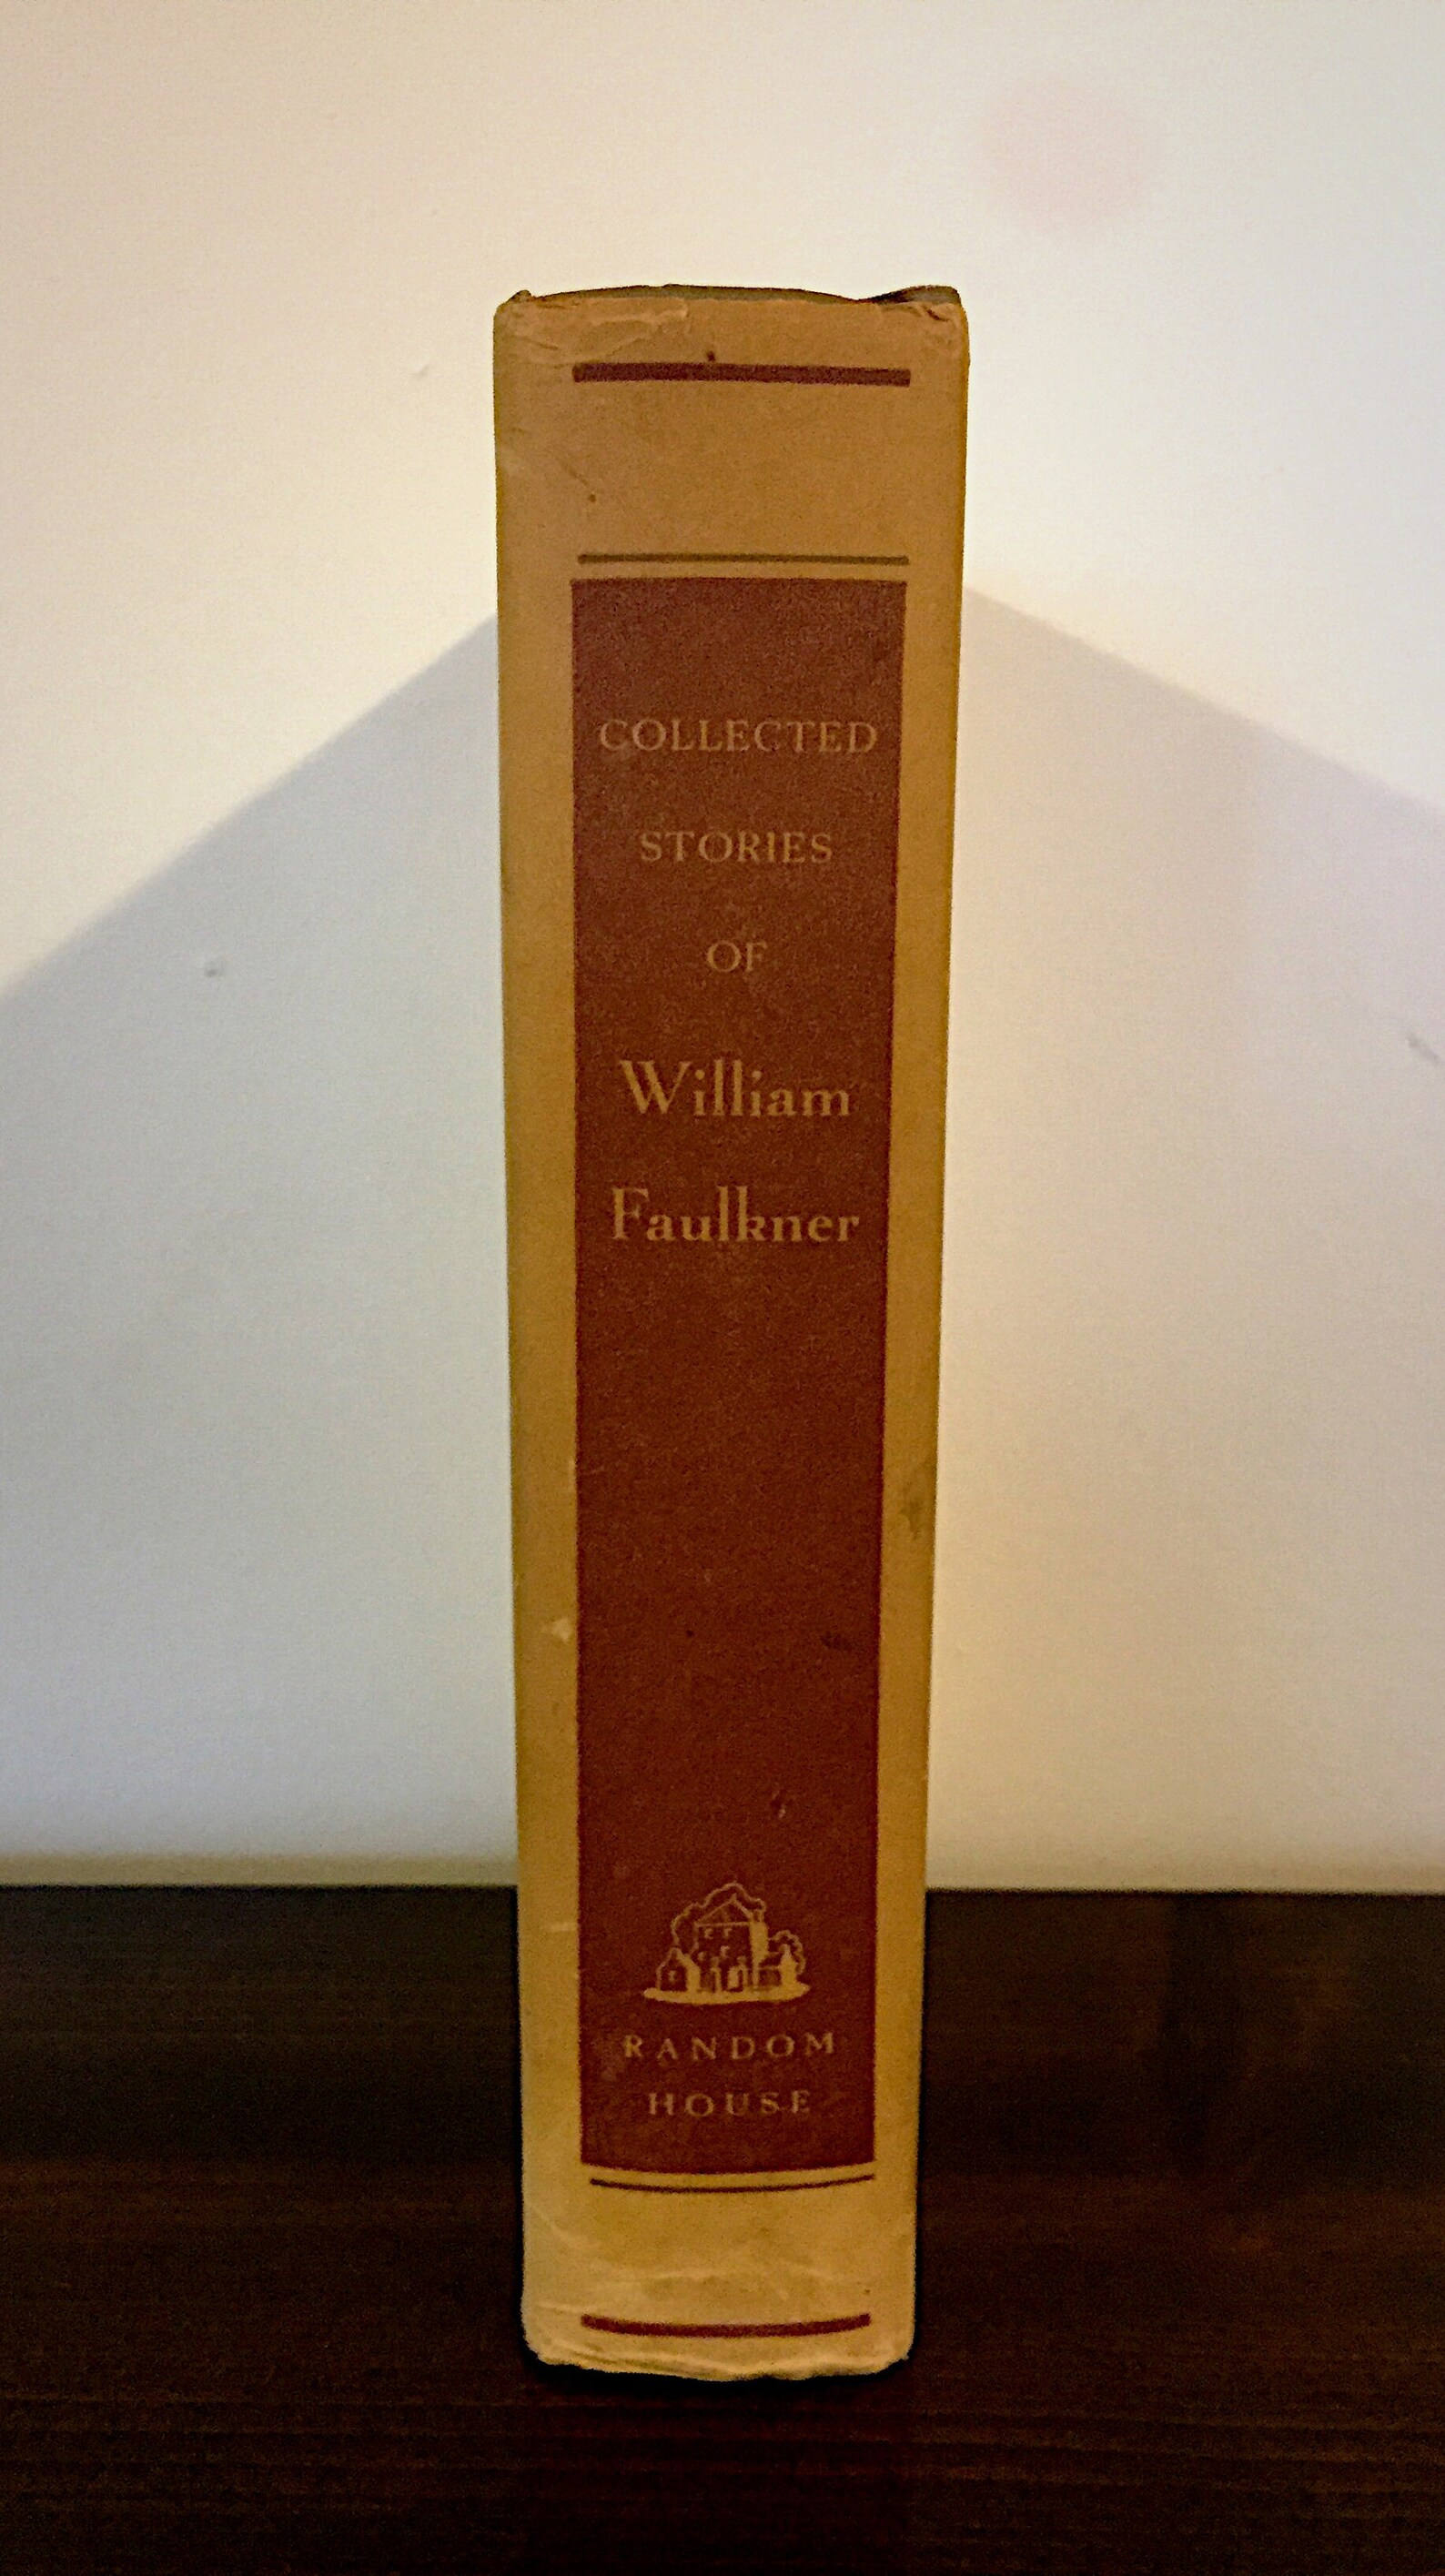 COLLECTED
STORIES
OF
William
Faulkner
RANDOM
HOUSE